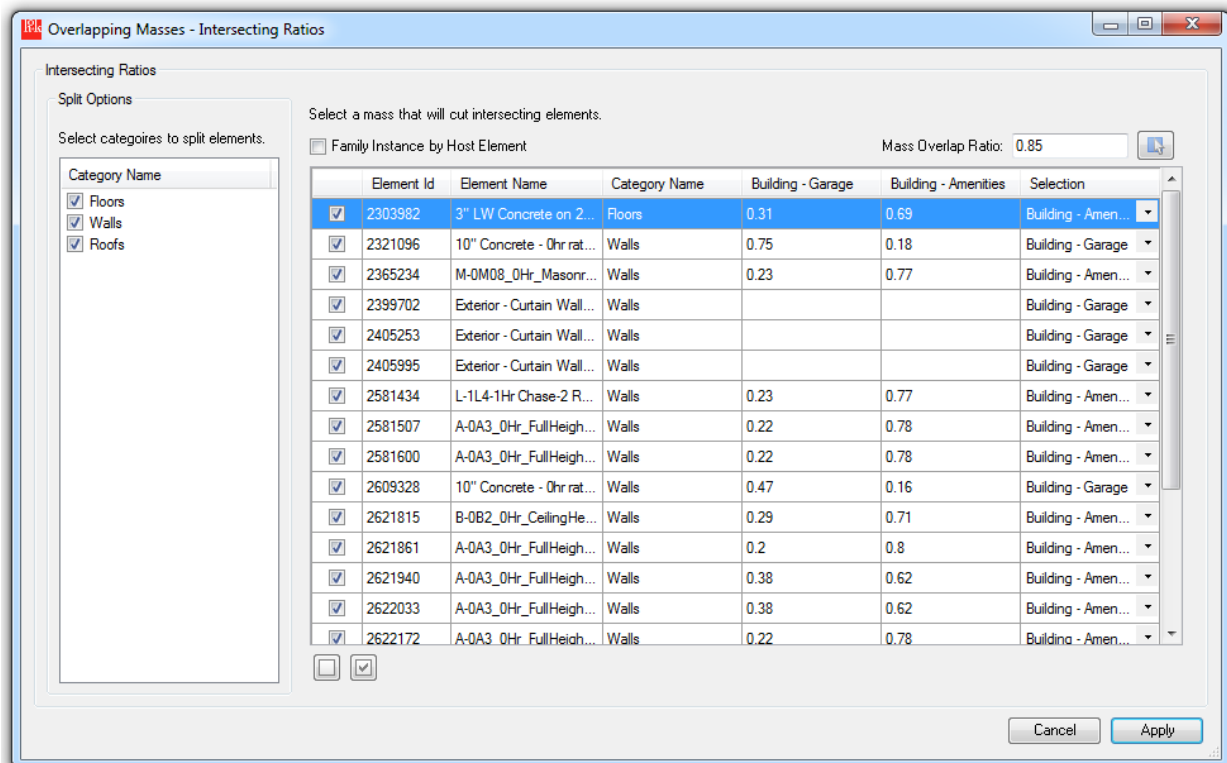 Overlapping Masses - Intersecting Ratios
Intersecting Ratios
Split Options
Select categoires to split elements.
Category Name
Floors
Walls
Roofs
Select a mass that will cut intersecting elements.
Family Instance by Host Element
Mass Overlap Ratio: 0.85
Element Id Element Name Category Name Building - Garage Building - Amenities Selection
2303982 3" LW Concrete on 2... Floors 0.31 0.69 Building - Amen...
2321096 10" Concrete - 0hr rat... Walls 0.75 0.18 Building - Garage
2365234 M-0M08_0Hr_Masonr... Walls 0.23 0.77 Building - Amen...
2399702 Exterior - Curtain Wall... Walls Building - Garage
2405253 Exterior - Curtain Wall... Walls Building - Garage
2405995 Exterior - Curtain Wall... Walls Building - Garage
2581434 L-1L4-1Hr Chase-2 R... Walls 0.23 0.77 Building - Amen...
2581507 A-0A3_0Hr_FullHeigh... Walls 0.22 0.78 Building - Amen...
2581600 A-0A3_0Hr_FullHeigh... Walls 0.22 0.78 Building - Amen...
2609328 10" Concrete - 0hr rat... Walls 0.47 0.16 Building - Garage
2621815 B-0B2_0Hr_CeilingHe... Walls 0.29 0.71 Building - Amen...
2621861 A-0A3_0Hr_FullHeigh... Walls 0.2 0.8 Building - Amen...
2621940 A-0A3_0Hr_FullHeigh... Walls 0.38 0.62 Building - Amen...
2622033 A-0A3_0Hr_FullHeigh... Walls 0.38 0.62 Building - Amen...
2622172 A-0A3_0Hr_FullHeigh... Walls 0.22 0.78 Building - Amen...
Cancel Apply